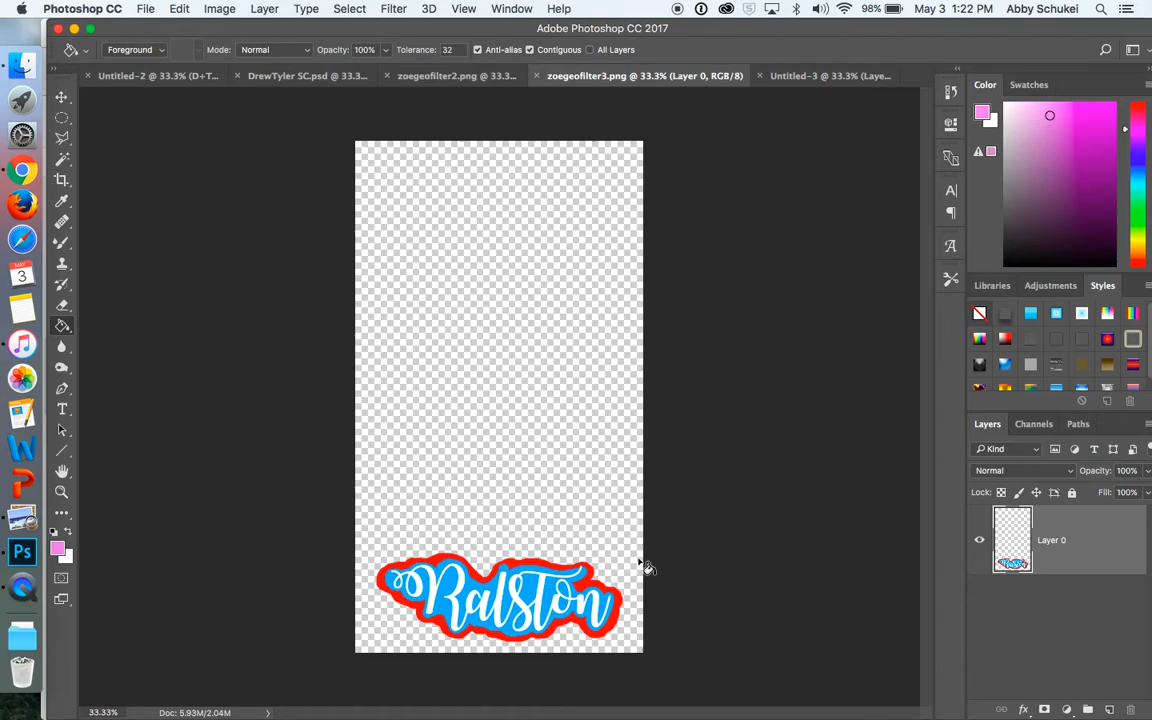 Photoshop CC File Edit Image Layer Type Select Filter 3D View Window Help 98% May 3 1:22 PM Abby Schukei
Adobe Photoshop CC 2017
Foreground Mode: Normal Opacity: 100% Tolerance: 32 Anti-alias Contiguous All Layers
Untitled-2 @ 33.3% (D+T... DrewTyler SC.psd @ 33.3... zoegeofilter2.png @ 33.3%... zoegeofilter3.png @ 33.3% (Layer 0, RGB/8) Untitled-3 @ 33.3% (Laye...
Color Swatches
Libraries Adjustments Styles
Layers Channels Paths
Kind
Normal Opacity: 100%
Lock: Fill: 100%
Layer 0
MAY
3
Ps
Ralston
33.33% Doc: 5.93M/2.04M